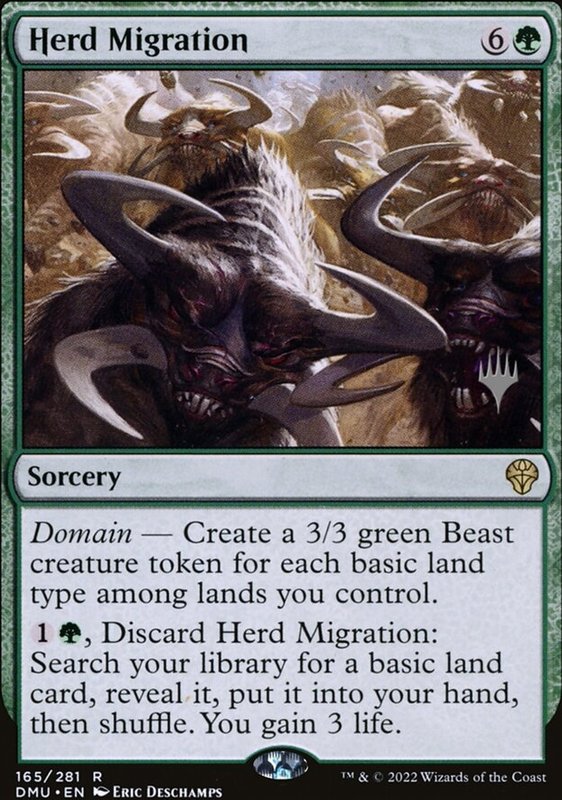 Herd Migration 6
Sorcery
Domain — Create a 3/3 green Beast
creature token for each basic land
type among lands you control.
1, Discard Herd Migration:
Search your library for a basic land
card, reveal it, put it into your hand,
then shuffle. You gain 3 life.
165/281 R
™ & © 2022 Wizards of the Coast
DMU • EN Eric Deschamps